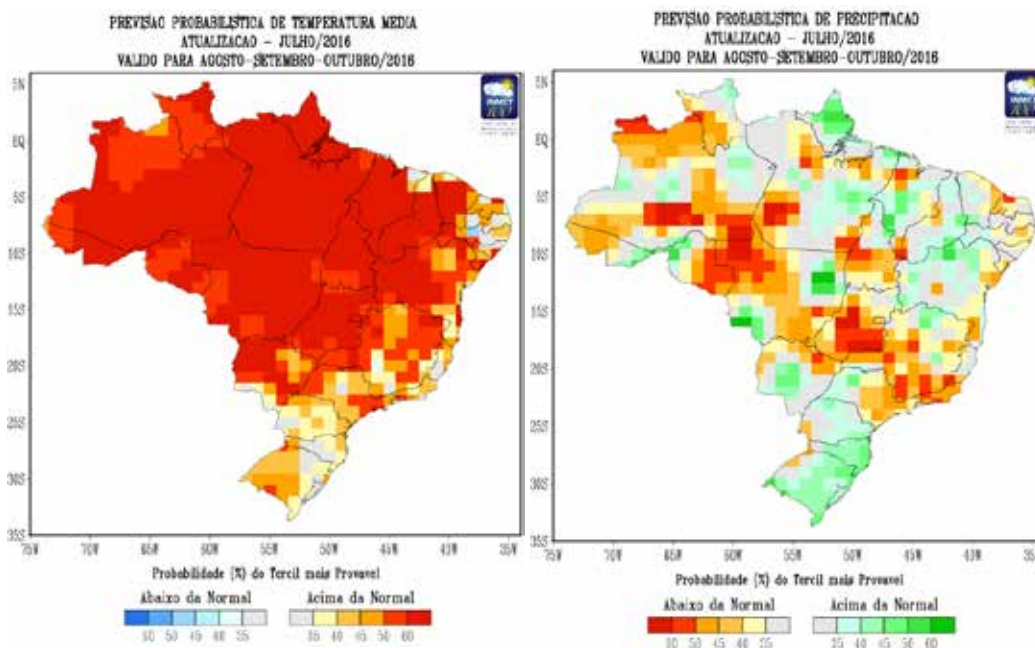 PREVISAO PROBABILISTICA DE TEMPERATURA MEDIA
ATUALIZACAO - JULHO/2016
VALIDO PARA AGOSTO-SETEMBRO-OUTUBRO/2016
INMET
5N
EQ
5S
10S
15S
20S
25S
30S
35S
75W 70W 65W 60W 55W 50W 45W 40W 35W
Probabilidade (%) do Tercil mais Provavel
Abaixo da Normal
Acima da Normal
60 50 45 40 35
35 40 45 50 60
PREVISAO PROBABILISTICA DE PRECIPITACAO
ATUALIZACAO - JULHO/2016
VALIDO PARA AGOSTO-SETEMBRO-OUTUBRO/2016
INMET
5N
EQ
5S
10S
15S
20S
25S
30S
35S
75W 70W 65W 60W 55W 50W 45W 40W
Probabilidade (%) do Tercil mais Provavel
Abaixo da Normal
Acima da Normal
60 50 45 40 35
35 40 45 50 60